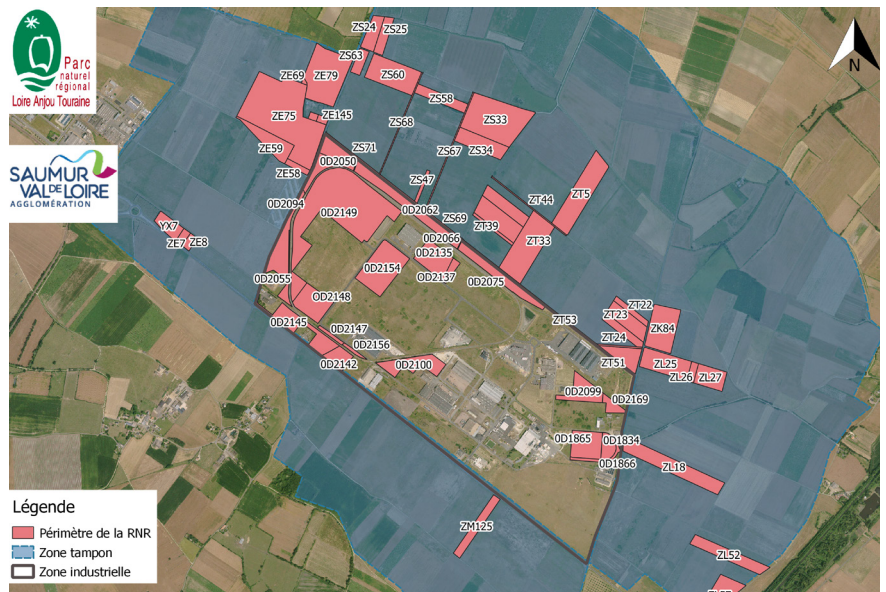 Parc
naturel
régional
Loire Anjou Touraine
SAUMUR
VAL DE LOIRE
AGGLOMÉRATION
N
ZS24
ZS25
ZS63
ZE69
ZE79
ZS60
ZS58
ZE75
ZE145
ZS33
ZS68
ZS71
ZS34
ZE59
0D2050
ZS67
ZE58
ZS47
ZT5
0D2094
ZT44
0D2062
0D2149
ZS69
ZT39
YX7
ZT33
ZE7
ZE8
0D2066
0D2135
0D2154
OD2137
0D2055
0D2075
OD2148
ZT22
ZT23
ZT53
0D2145
ZK84
0D2147
ZT24
0D2156
ZT51
0D2142
0D2100
ZL25
ZL26
ZL27
0D2099
0D2169
0D1865
0D1834
0D1866
ZL18
ZM125
ZL52
Légende
Périmètre de la RNR
Zone tampon
Zone industrielle